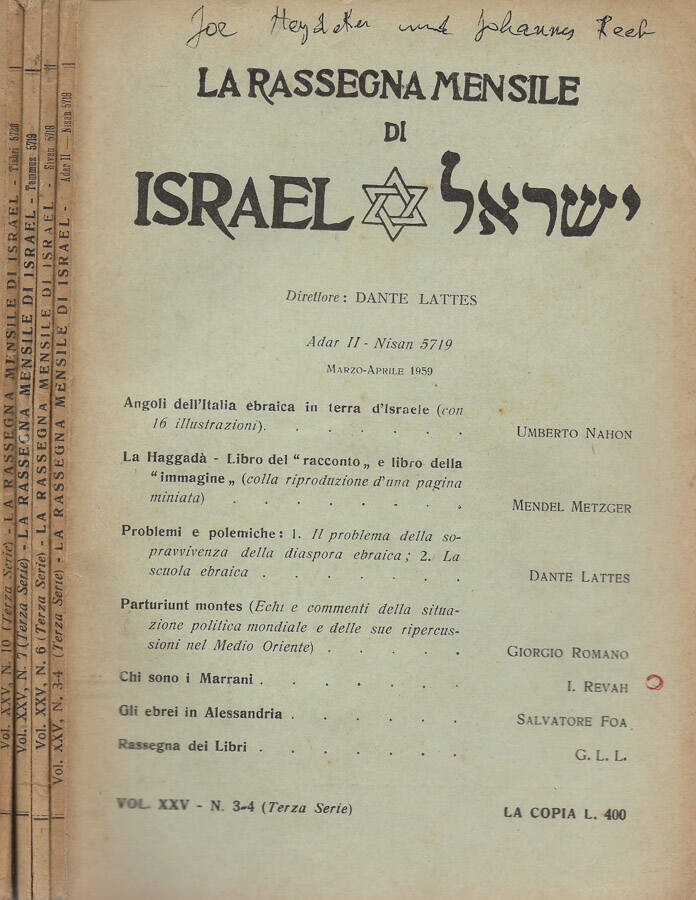 Joe Heydeker und Johannes Leeb
LA RASSEGNA MENSILE
DI
ISRAEL ישראל
Direttore: DANTE LATTES
Adar II - Nisan 5719
MARZO-APRILE 1959
Angoli dell'Italia ebraica in terra d'Israele (con
16 illustrazioni). . . . . . . UMBERTO NAHON
La Haggadà - Libro del "racconto„ e libro della
"immagine„ (colla riproduzione d'una pagina
miniata) . . . . . . . MENDEL METZGER
Problemi e polemiche: 1. Il problema della so-
pravvivenza della diaspora ebraica; 2. La
scuola ebraica . . . . . . DANTE LATTES
Parturiunt montes (Echi e commenti della situa-
zione politica mondiale e delle sue ripercus-
sioni nel Medio Oriente) . . . . GIORGIO ROMANO
Chi sono i Marrani . . . . . . I. REVAH
Gli ebrei in Alessandria . . . . . SALVATORE FOA
Rassegna dei Libri . . . . . . G. L. L.
VOL. XXV - N. 3-4 (Terza Serie) LA COPIA L. 400
Vol. XXV, N. 10 (Terza Serie) - LA RASSEGNA MENSILE DI ISRAEL - Tishri 5720
Vol. XXV, N. 7 (Terza Serie) - LA RASSEGNA MENSILE DI ISRAEL - Tammuz 5719
Vol. XXV, N. 6 (Terza Serie) - LA RASSEGNA MENSILE DI ISRAEL - Sivan 5719
Vol. XXV, N. 3-4 (Terza Serie) - LA RASSEGNA MENSILE DI ISRAEL - Adar II — Nisan 5719